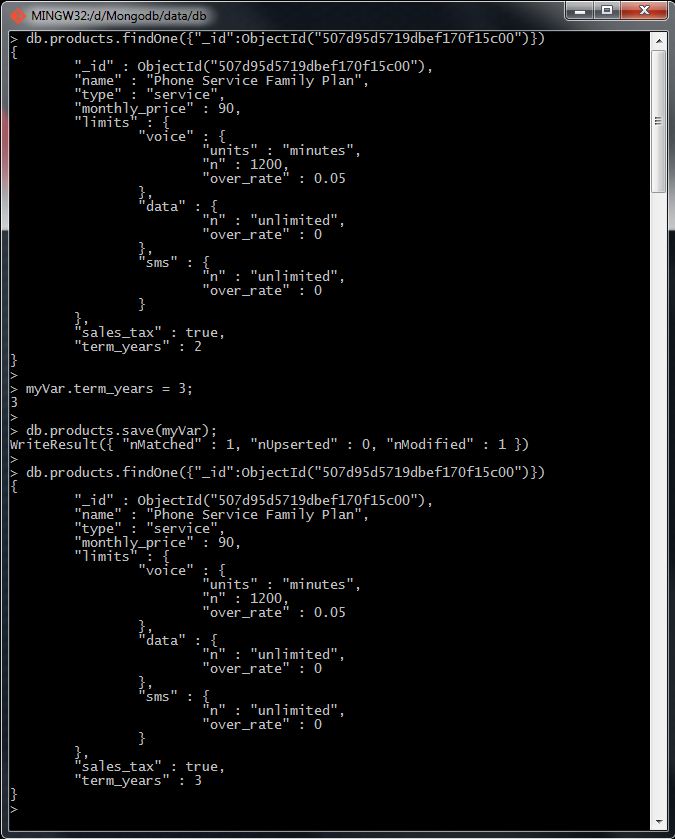 MINGW32:/d/Mongodb/data/db
> db.products.findOne({"_id":ObjectId("507d95d5719dbef170f15c00")})
{
        "_id" : ObjectId("507d95d5719dbef170f15c00"),
        "name" : "Phone Service Family Plan",
        "type" : "service",
        "monthly_price" : 90,
        "limits" : {
                "voice" : {
                        "units" : "minutes",
                        "n" : 1200,
                        "over_rate" : 0.05
                },
                "data" : {
                        "n" : "unlimited",
                        "over_rate" : 0
                },
                "sms" : {
                        "n" : "unlimited",
                        "over_rate" : 0
                }
        },
        "sales_tax" : true,
        "term_years" : 2
}
>
> myVar.term_years = 3;
3
>
> db.products.save(myVar);
WriteResult({ "nMatched" : 1, "nUpserted" : 0, "nModified" : 1 })
>
> db.products.findOne({"_id":ObjectId("507d95d5719dbef170f15c00")})
{
        "_id" : ObjectId("507d95d5719dbef170f15c00"),
        "name" : "Phone Service Family Plan",
        "type" : "service",
        "monthly_price" : 90,
        "limits" : {
                "voice" : {
                        "units" : "minutes",
                        "n" : 1200,
                        "over_rate" : 0.05
                },
                "data" : {
                        "n" : "unlimited",
                        "over_rate" : 0
                },
                "sms" : {
                        "n" : "unlimited",
                        "over_rate" : 0
                }
        },
        "sales_tax" : true,
        "term_years" : 3
}
>